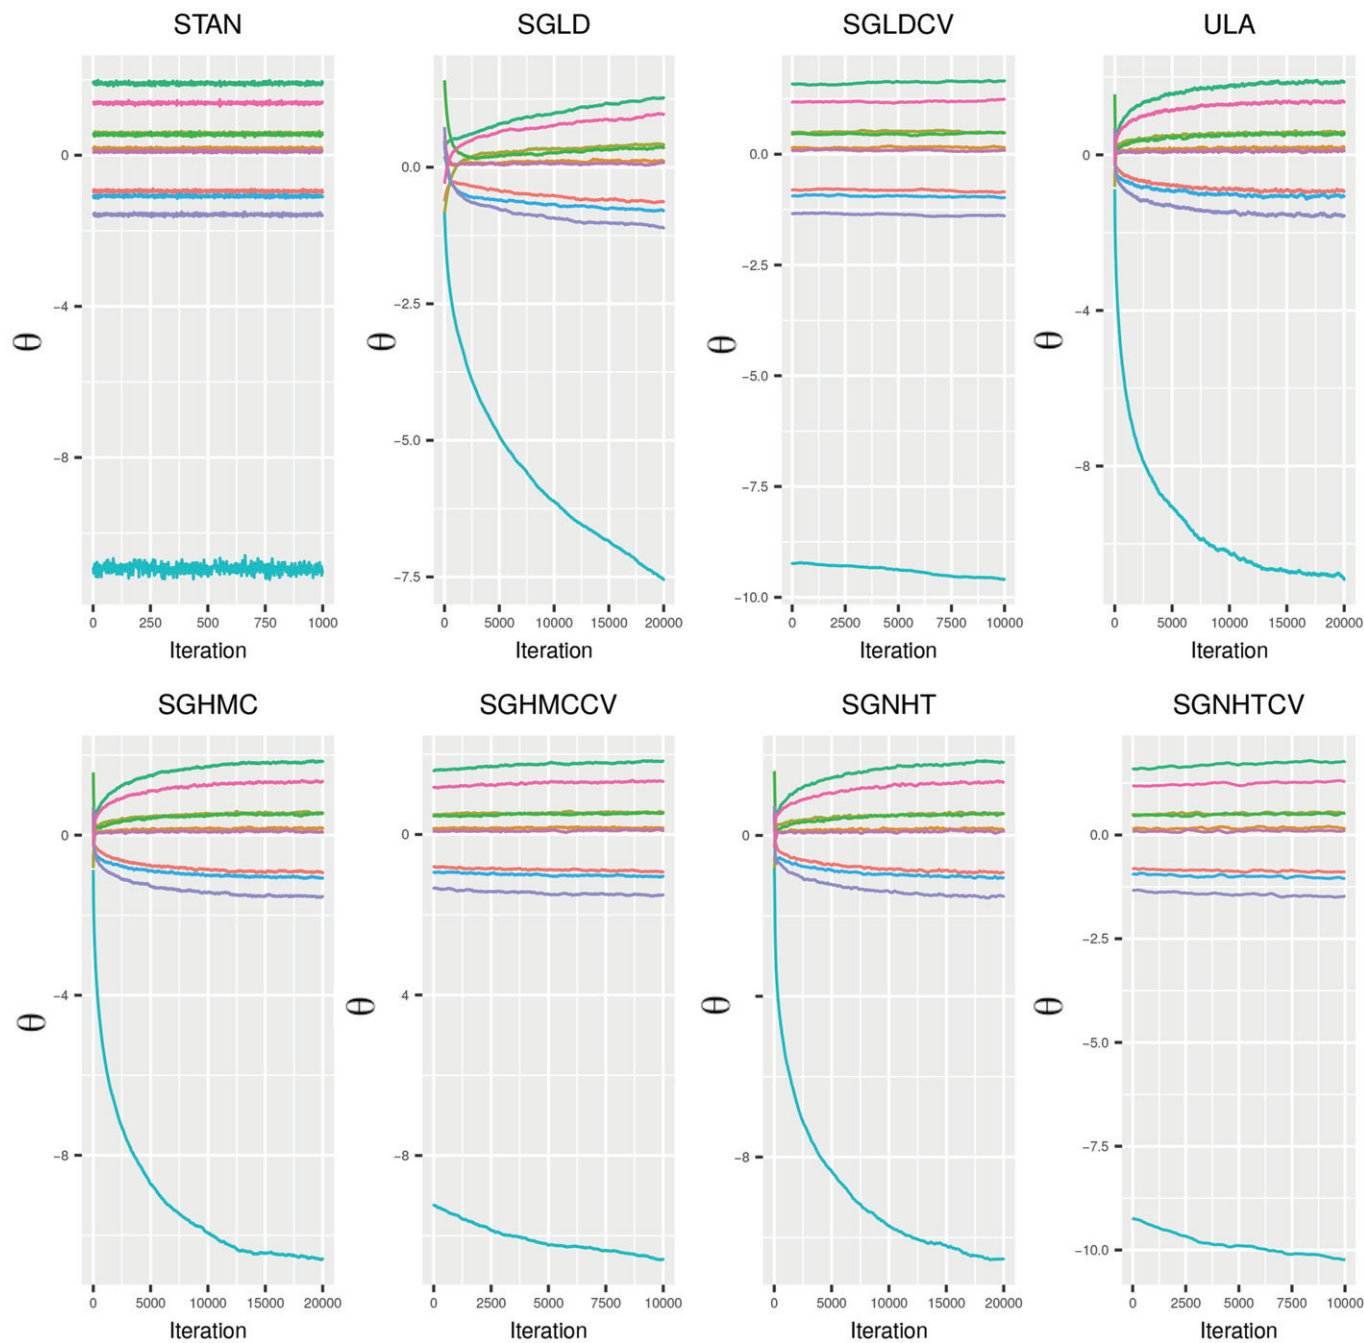 STAN SGLD SGLDCV ULA
0
−4
−8
θ
0 250 500 750 1000
Iteration
0.0
−2.5
−5.0
−7.5
θ
0 5000 10000 15000 20000
Iteration
0.0
−2.5
−5.0
−7.5
−10.0
θ
0 2500 5000 7500 10000
Iteration
0
−4
−8
θ
0 5000 10000 15000 20000
Iteration
SGHMC SGHMCCV SGNHT SGNHTCV
0
−4
−8
θ
0 5000 10000 15000 20000
Iteration
0
4
−8
θ
0 2500 5000 7500 10000
Iteration
0
−8
θ
0 5000 10000 15000 20000
Iteration
0.0
−2.5
−5.0
−7.5
−10.0
θ
0 2500 5000 7500 10000
Iteration